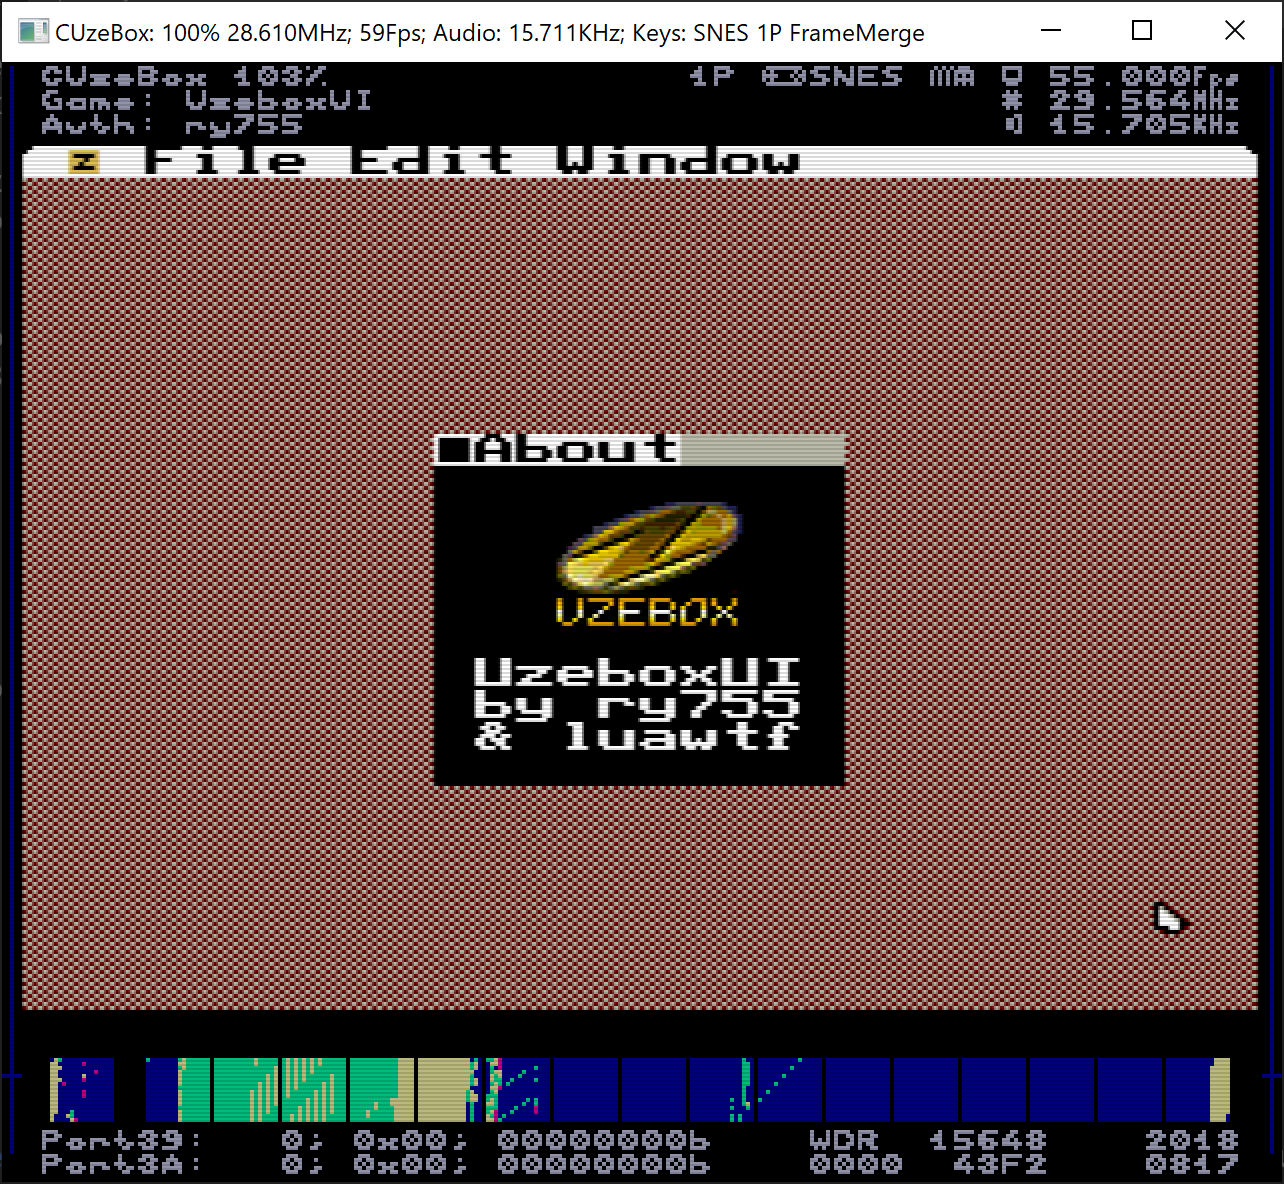 CUzeBox: 100% 28.610MHz; 59Fps; Audio: 15.711KHz; Keys: SNES 1P FrameMerge
CUzeBox 103% 1P SNES MA 55.000Fps
Game: UzeboxUI 29.564MHz
Auth: ry755 15.705KHz
Z File Edit Window
About
UZEBOX
UzeboxUI
by ry755
& luawtf
Port39: 0; 0x00; 00000000b WDR 15648 2018
Port3A: 0; 0x00; 00000000b 0000 43F2 0817